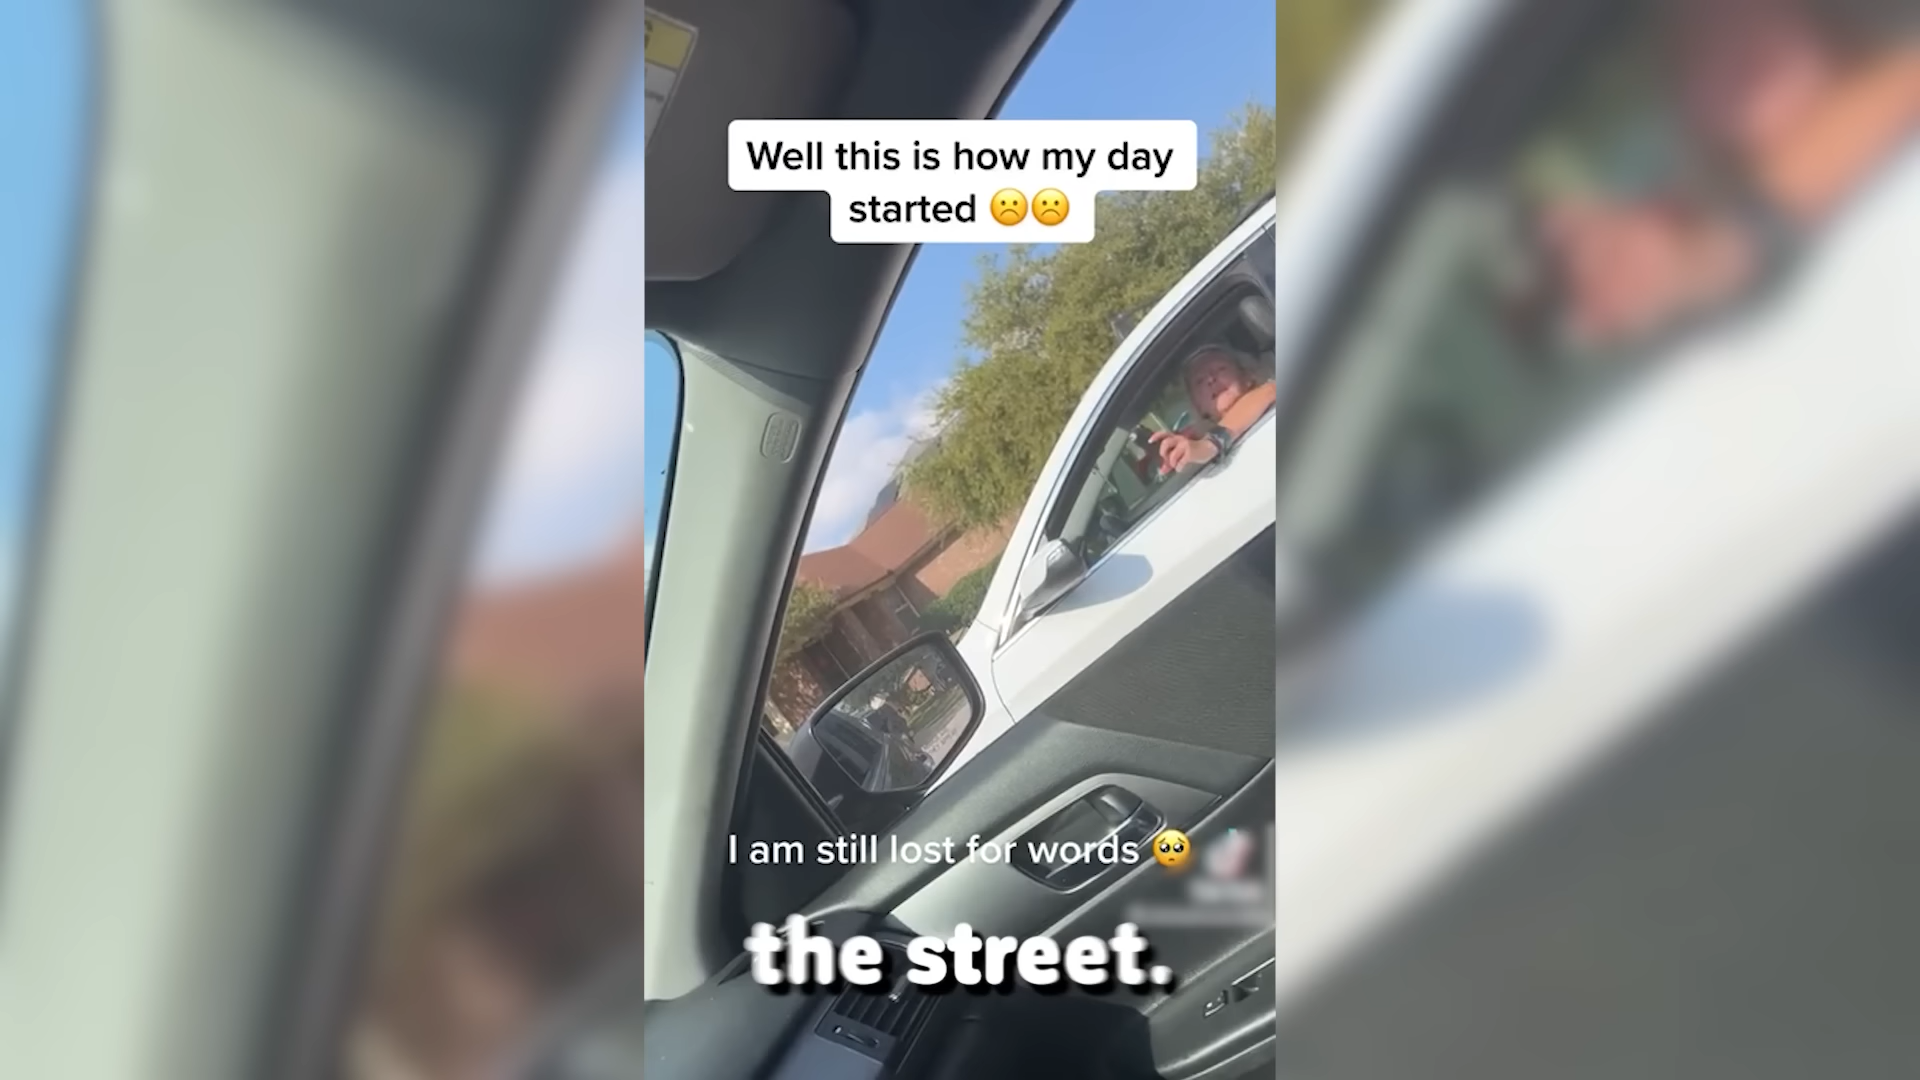 Well this is how my day
started ☹️☹️
I am still lost for words 🥺
the street.